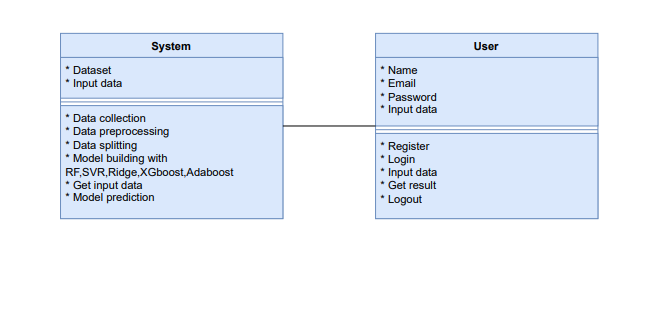 System
* Dataset
* Input data
* Data collection
* Data preprocessing
* Data splitting
* Model building with
RF,SVR,Ridge,XGboost,Adaboost
* Get input data
* Model prediction
User
* Name
* Email
* Password
* Input data
* Register
* Login
* Input data
* Get result
* Logout